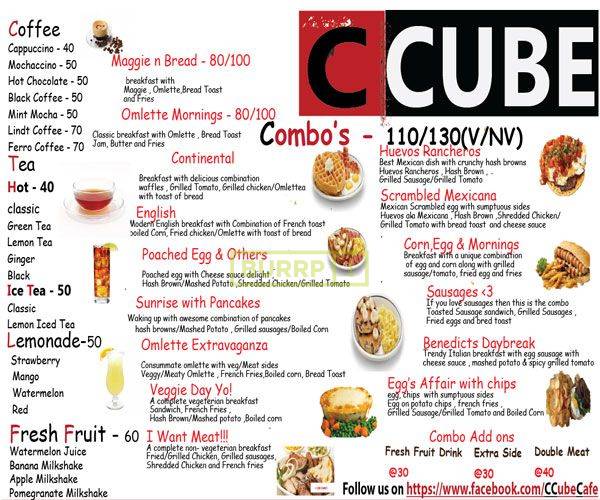 Coffee
Cappuccino - 40
Mochaccino - 50
Hot Chocolate - 50
Black Coffee - 50
Mint Mocha - 50
Lindt Coffee - 70
Ferro Coffee - 70
Tea
Hot - 40
classic
Green Tea
Lemon Tea
Ginger
Black
Ice Tea - 50
Classic
Lemon Iced Tea
Lemonade-50
Strawberry
Mango
Watermelon
Red
Fresh Fruit - 60
Watermelon Juice
Banana Milkshake
Apple Milkshake
Pomegranate Milkshake
Maggie n Bread - 80/100
breakfast with
Maggie , Omlette,Bread Toast
and Fries
Omlette Mornings - 80/100
Classic breakfast with Omlette , Bread Toast
Jam, Butter and Fries
C CUBE
Combo's - 110/130(V/NV)
Continental
Breakfast with delicious combination
waffles , Grilled Tomato, Grilled chicken/Omlettea
with toast of bread
English
Modern English breakfast with Combination of French toast
boiled Corn, Fried chicken/Omlette with toast of bread
Poached Egg & Others
Poached egg with Cheese sauce delight ,
Hash Brown/Mashed Potato ,Shredded Chicken/Grilled Tomato
BURRP
Sunrise with Pancakes
Waking up with awesome combination of pancakes
hash browns/Mashed Potato , Grilled sausages/Boiled Corn
Omlette Extravaganza
Consummate omlette with veg/Meat sides
Veggy/Meaty Omlette , French Fries,Boiled corn, Bread Toast
Veggie Day Yo!
A complete vegeterian breakfast
Sandwich, French Fries ,
Hash Brown/Mashed potato ,Boiled corn
I Want Meat!!!
A complete non- vegeterian breakfast
Fried/Grilled Chicken, Grilled sausages,
Shredded Chicken and French fries
Huevos Rancheros
Best Mexican dish with crunchy hash browns
Huevos Rancheros , Hash Brown , ..
Grilled Sausage/Grilled Tomato
Scrambled Mexicana
Mexican Scrambled egg with sumptuous sides
Huevos ala Mexicana , Hash Brown ,Shredded Chicken/
Grilled Tomato with bread toast and cheese sauce
Corn,Egg & Mornings
Breakfast with a unique combination
of egg and corn along with grilled
sausage/tomato, fried egg and fries
Sausages <3
If you love sausages then this is the combo
Toasted Sausage sandwich, Grilled Sausages ,
Fried eggs and bred toast
Benedicts Daybreak
Trendy Italian breakfast with egg sausage with
cheese sauce , mashed potato & spicy grilled tomato
Egg's Affair with chips
egg, chips with sumptuous sides
Egg on potato chips , french fries ,
Grilled Sausage/Grilled Tomato and Boiled Corn
Combo Add ons
Fresh Fruit Drink Extra Side Double Meat
@30 @30 @40
Follow us on https://www.facebook.com/CCubeCafe